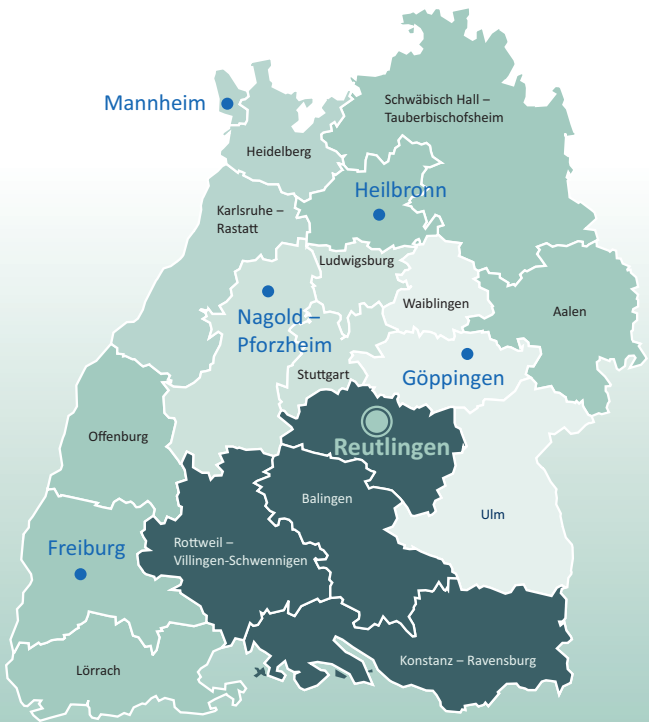 Mannheim
Schwäbisch Hall –
Tauberbischofsheim
Heidelberg
Heilbronn
Karlsruhe –
Rastatt
Ludwigsburg
Waiblingen
Nagold –
Pforzheim
Aalen
Stuttgart
Göppingen
Offenburg
Reutlingen
Balingen
Ulm
Freiburg
Rottweil –
Villingen-Schwennigen
Lörrach
Konstanz – Ravensburg